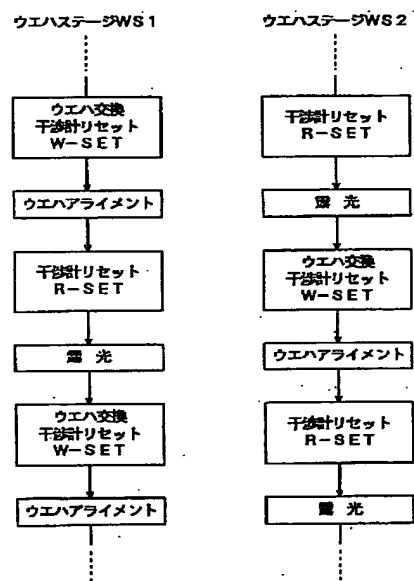 ウエハステージWS1
ウエハ交換
干渉計リセット
W-SET
ウエハアライメント
干渉計リセット
R-SET
露 光
ウエハ交換
干渉計リセット
W-SET
ウエハアライメント
ウエハステージWS2
干渉計リセット
R-SET
露 光
ウエハ交換
干渉計リセット
W-SET
ウエハアライメント
干渉計リセット
R-SET
露 光